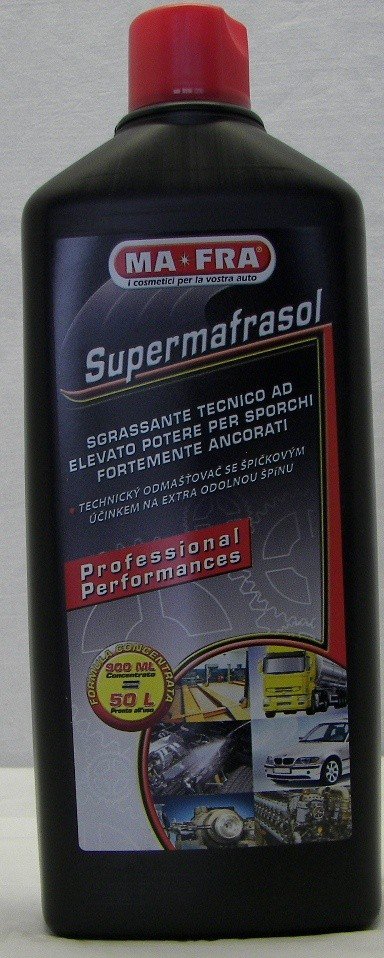 MA★FRA®
i cosmetici per la vostra auto
Supermafrasol
SGRASSANTE TECNICO AD
ELEVATO POTERE PER SPORCHI
FORTEMENTE ANCORATI
• TECHNICKÝ ODMAŠŤOVAČ SE ŠPIČKOVÝM
ÚČINKEM NA EXTRA ODOLNOU ŠPíNU
Professional
Performances
FORMULA CONCENTRATA
900 ML
Concentrato
=
50 L
Pronto all'uso